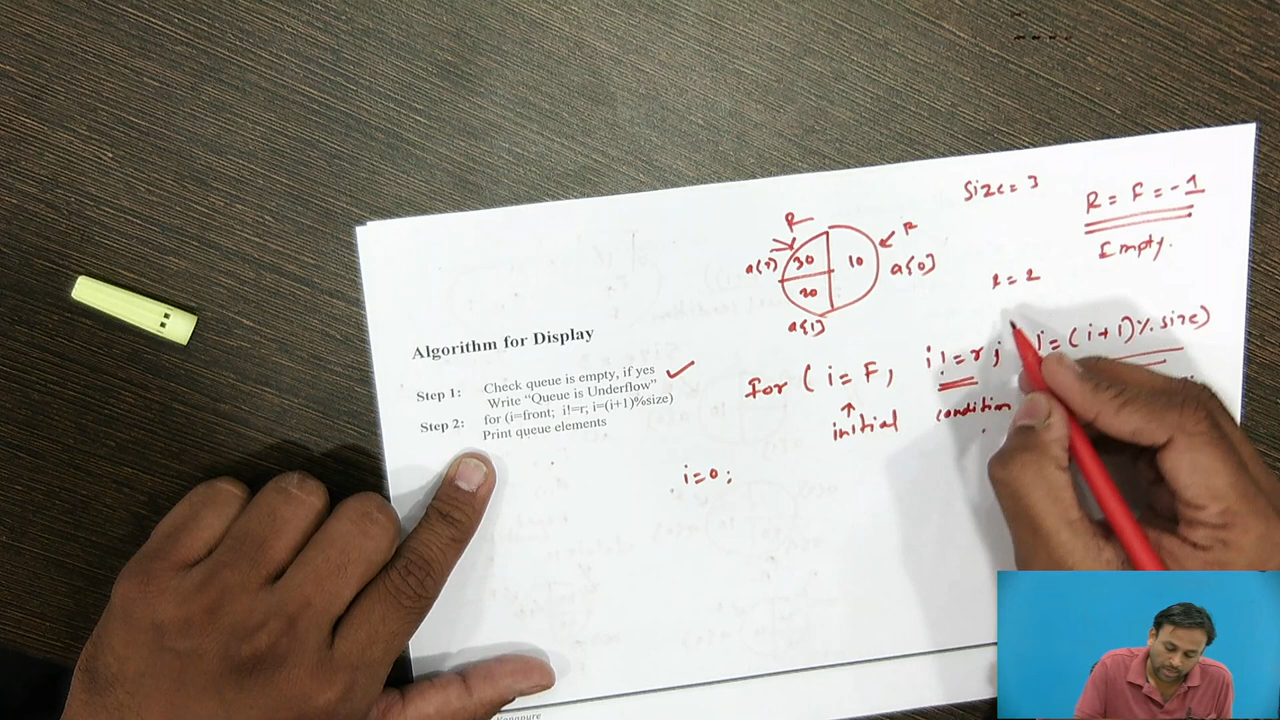 Size = 3
R = F = -1
Empty.
R
R
a[2]
30
10
a[0]
20
a[1]
r = 2
Algorithm for Display
Step 1: Check queue is empty, if yes
Write "Queue is Underflow"
Step 2: for (i=front; i!=r; i=(i+1)%size)
Print queue elements
for ( i = F, i != r ; i = (i+1)% size)
initial condition
i = 0 ;